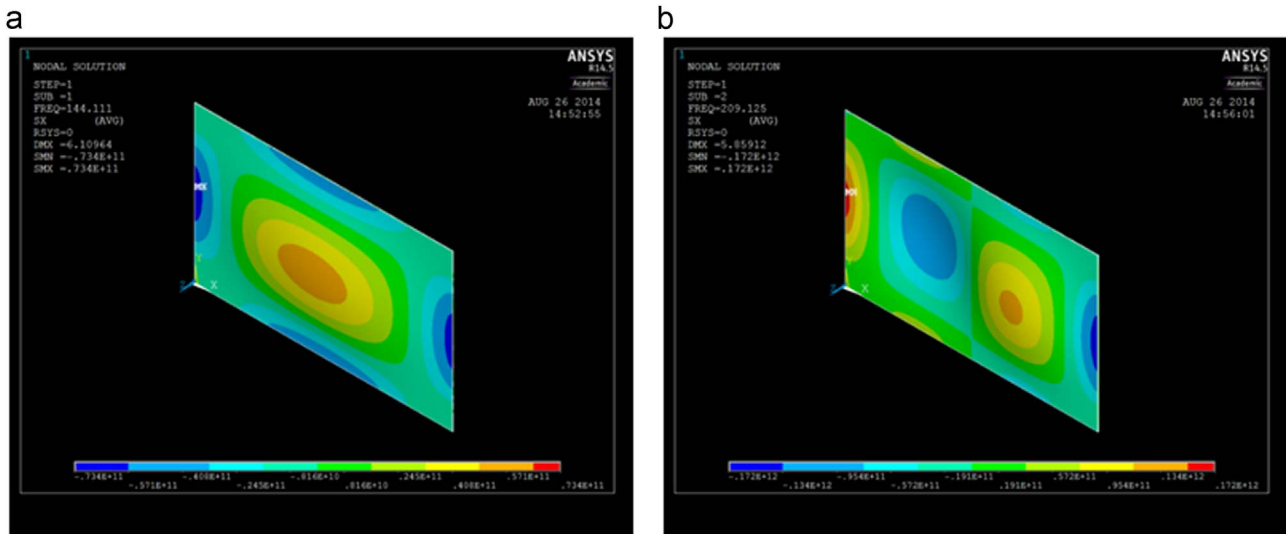 a
1
NODAL SOLUTION
STEP=1
SUB =1
FREQ=144.111
SX (AVG)
RSYS=0
DMX =6.10964
SMN =-.734E+11
SMX =.734E+11
ANSYS
R14.5
Academic
AUG 26 2014
14:52:55
MX
Y
Z X
-.734E+11 -.408E+11 -.816E+10 .245E+11 .571E+11
-.571E+11 -.245E+11 .816E+10 .408E+11 .734E+11
b
1
NODAL SOLUTION
STEP=1
SUB =2
FREQ=209.125
SX (AVG)
RSYS=0
DMX =5.85912
SMN =-.172E+12
SMX =.172E+12
ANSYS
R14.5
Academic
AUG 26 2014
14:56:01
MX
X
-.172E+12 -.954E+11 -.191E+11 .572E+11 .134E+12
-.134E+12 -.572E+11 .191E+11 .954E+11 .172E+12